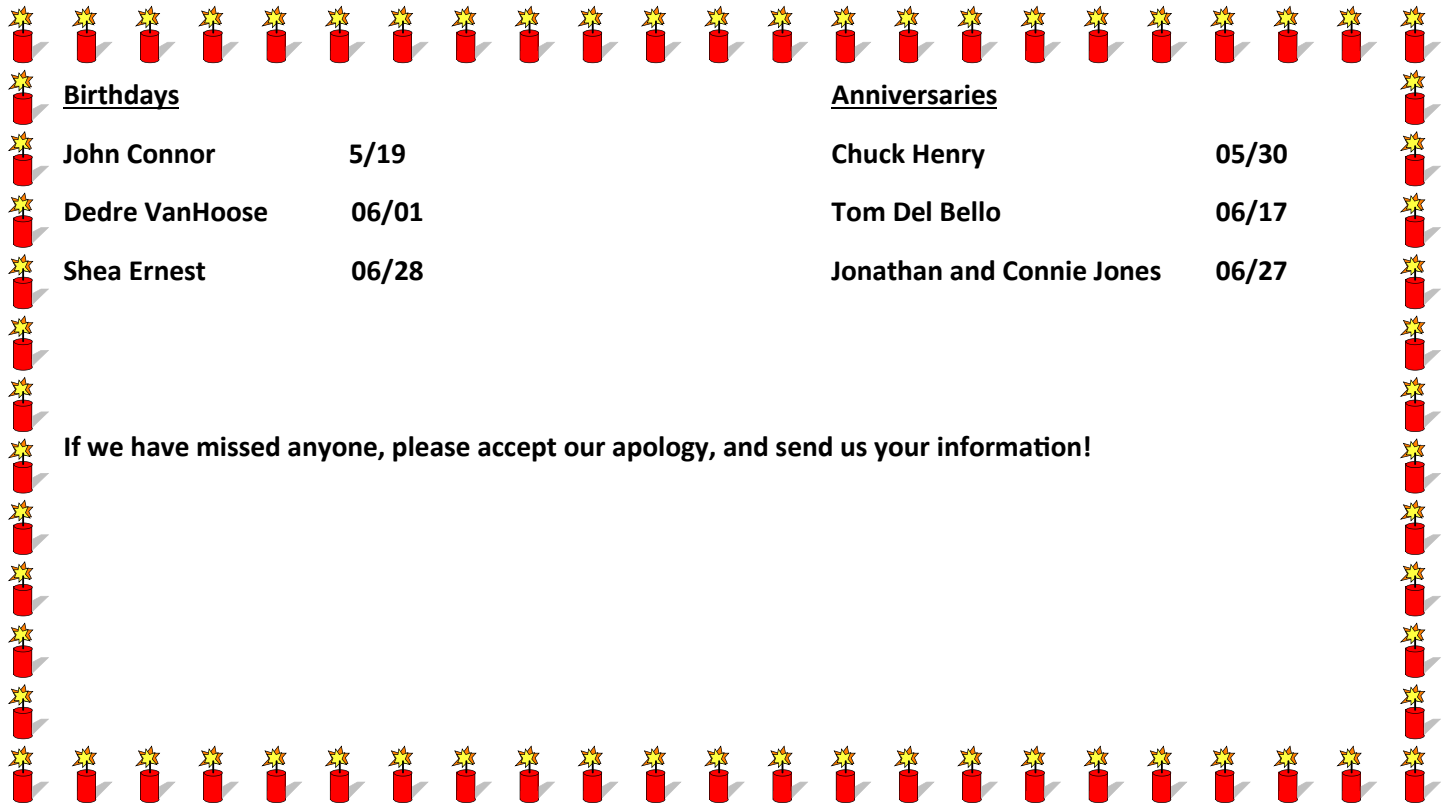 Birthdays Anniversaries
John Connor 5/19 Chuck Henry 05/30
Dedre VanHoose 06/01 Tom Del Bello 06/17
Shea Ernest 06/28 Jonathan and Connie Jones 06/27
If we have missed anyone, please accept our apology, and send us your information!